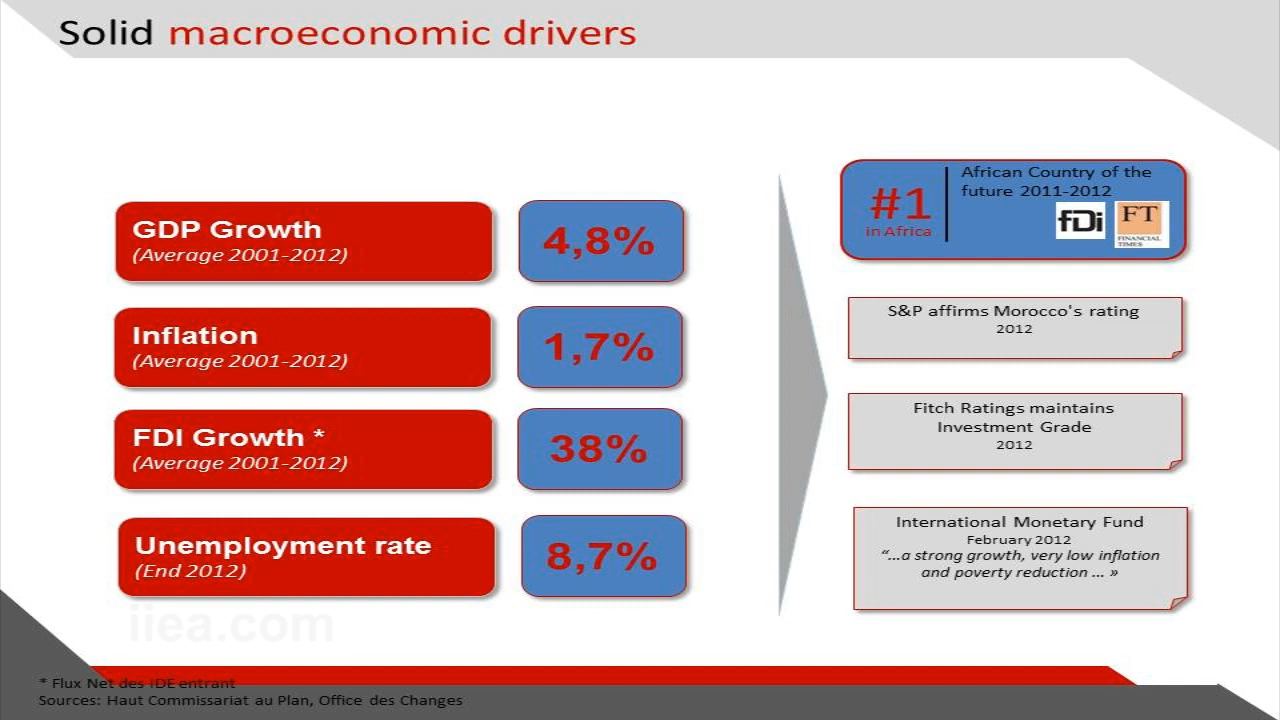 Solid macroeconomic drivers
GDP Growth
(Average 2001-2012)
4,8%
Inflation
(Average 2001-2012)
1,7%
FDI Growth *
(Average 2001-2012)
38%
Unemployment rate
(End 2012)
8,7%
#1
in Africa
African Country of the
future 2011-2012
fDi
FT
FINANCIAL
TIMES
S&P affirms Morocco's rating
2012
Fitch Ratings maintains
Investment Grade
2012
International Monetary Fund
February 2012
“...a strong growth, very low inflation
and poverty reduction ... »
iiea.com
* Flux Net des IDE entrant
Sources: Haut Commissariat au Plan, Office des Changes